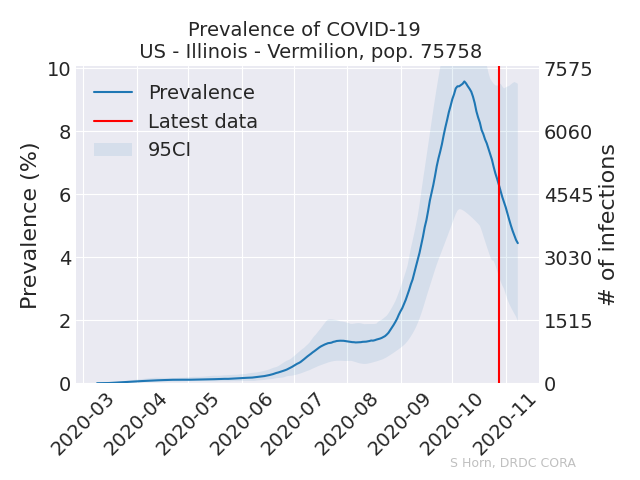 Prevalence of COVID-19
US - Illinois - Vermilion, pop. 75758
Prevalence (%)
10
8
6
4
2
0
Prevalence
Latest data
95CI
7575
6060
4545
3030
1515
0
# of infections
2020-03
2020-04
2020-05
2020-06
2020-07
2020-08
2020-09
2020-10
2020-11
S Horn, DRDC CORA